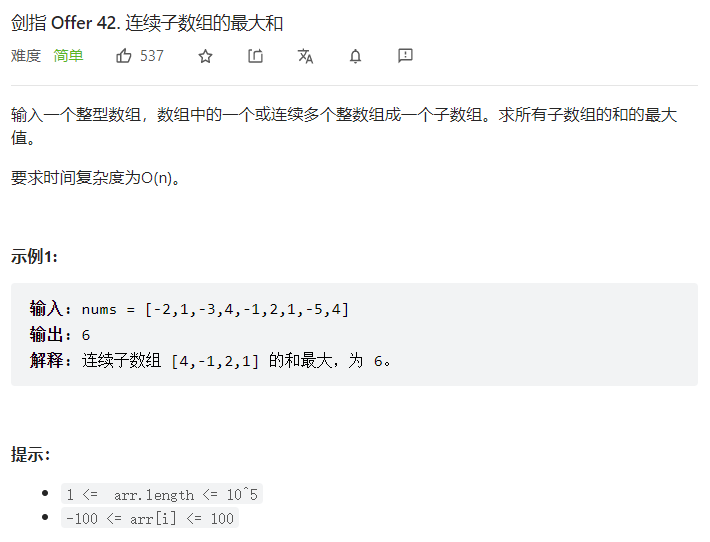 剑指 Offer 42. 连续子数组的最大和
难度 简单 537
输入一个整型数组，数组中的一个或连续多个整数组成一个子数组。求所有子数组的和的最大
值。
要求时间复杂度为O(n)。
示例1:
输入：nums = [-2,1,-3,4,-1,2,1,-5,4]
输出：6
解释：连续子数组 [4,-1,2,1] 的和最大，为 6。
提示：
1 <= arr.length <= 10^5
-100 <= arr[i] <= 100